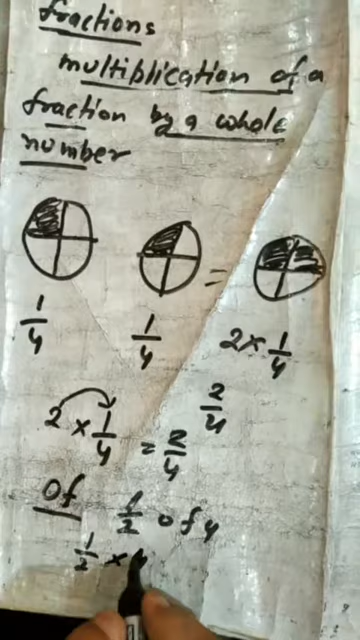 fractions
multiplication of a
fraction by a whole
number
=
1/4 1/4 2 × 1/4
2/4
2 × 1/4 = 2/4
Of 1/2 of 4
1/2 ×